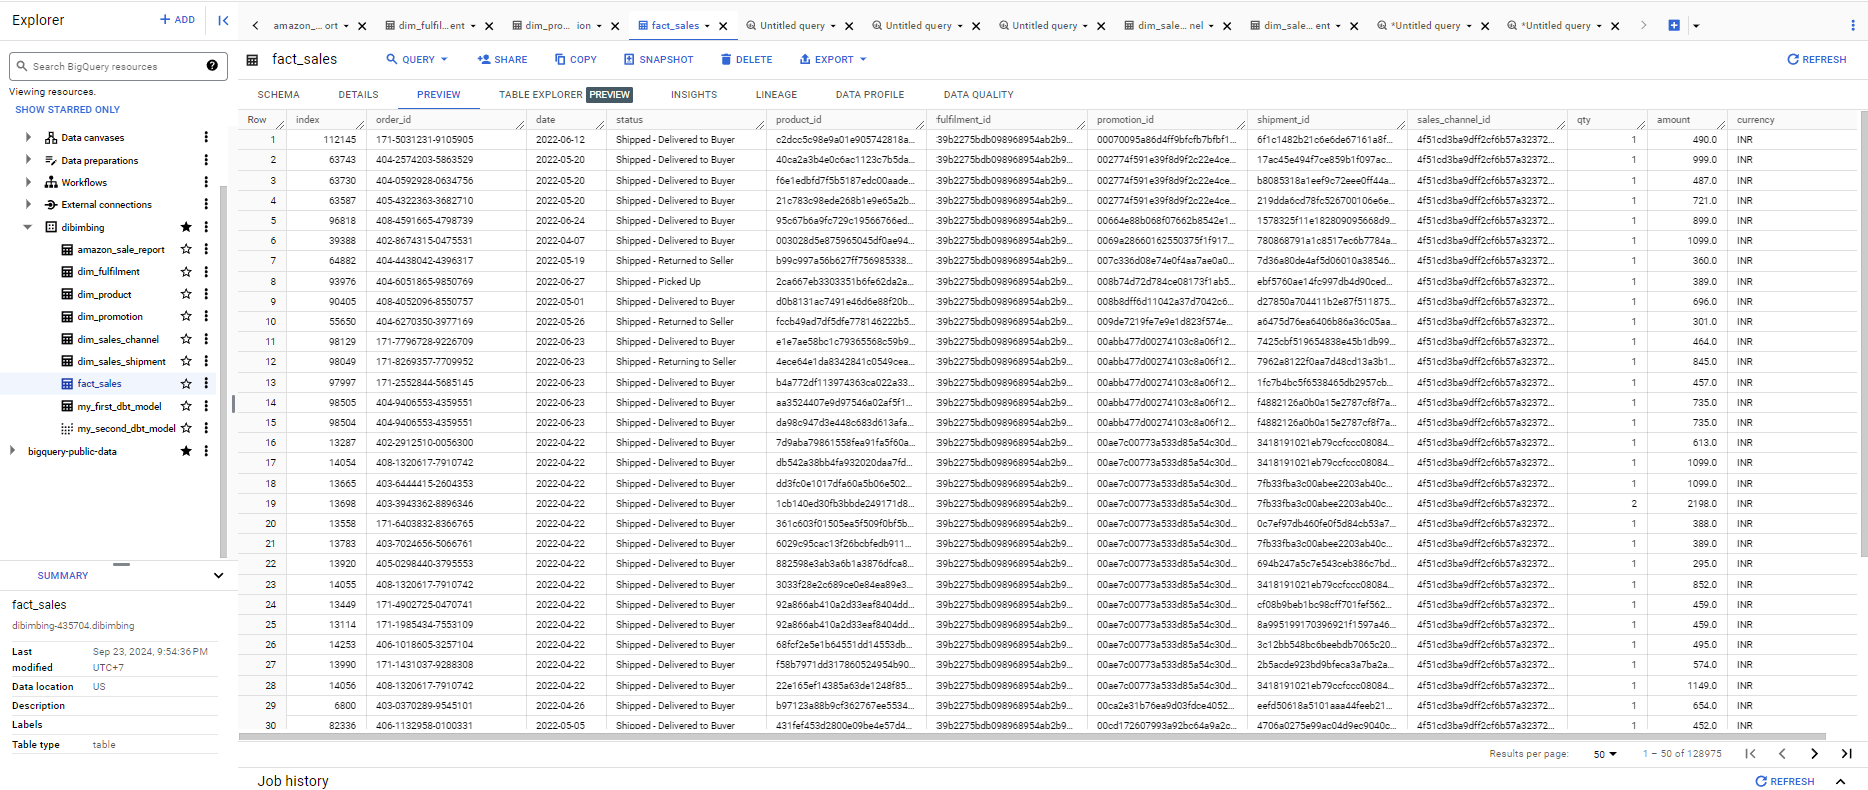 Explorer
+ ADD
Search BigQuery resources
Viewing resources.
SHOW STARRED ONLY
Data canvases
Data preparations
Workflows
External connections
dibimbing
amazon_sale_report
dim_fulfilment
dim_product
dim_promotion
dim_sales_channel
dim_sales_shipment
fact_sales
my_first_dbt_model
my_second_dbt_model
bigquery-public-data
SUMMARY
fact_sales
dibimbing-435704.dibimbing
Last modified Sep 23, 2024, 9:54:36 PM UTC+7
Data location US
Description
Labels
Table type table
amazon_... ort dim_fulfil... ent dim_pro... ion fact_sales Untitled query Untitled query Untitled query dim_sale... nel dim_sale... ent *Untitled query *Untitled query
fact_sales QUERY SHARE COPY SNAPSHOT DELETE EXPORT REFRESH
SCHEMA DETAILS PREVIEW TABLE EXPLORER PREVIEW INSIGHTS LINEAGE DATA PROFILE DATA QUALITY
Row index order_id date status product_id fulfilment_id promotion_id shipment_id sales_channel_id qty amount currency
1 112145 171-5031231-9105905 2022-06-12 Shipped - Delivered to Buyer c2dcc5c98e9a01e905742818a... 39b2275bdb098968954ab2b9... 00070095a86d4ff9bfcfb7bfbf1... 6f1c1482b21c6e6de67161a8f... 4f51cd3ba9dff2cf6b57a32372... 1 490.0 INR
2 63743 404-2574203-5863529 2022-05-20 Shipped - Delivered to Buyer 40ca2a3b4e0c6ac1123c7b5da... 39b2275bdb098968954ab2b9... 002774f591e39f8d9f2c22e4ce... 17ac45e494f7ce859b1f097ac... 4f51cd3ba9dff2cf6b57a32372... 1 999.0 INR
3 63730 404-0592928-0634756 2022-05-20 Shipped - Delivered to Buyer f6e1edbfd7f5b5187edc00aade... 39b2275bdb098968954ab2b9... 002774f591e39f8d9f2c22e4ce... b8085318a1eef9c72eee0ff44a... 4f51cd3ba9dff2cf6b57a32372... 1 487.0 INR
4 63587 405-4322363-3682710 2022-05-20 Shipped - Delivered to Buyer 21c783c98ede268b1e9e65a2b... 39b2275bdb098968954ab2b9... 002774f591e39f8d9f2c22e4ce... 219dda6cd78fc526700106e6e... 4f51cd3ba9dff2cf6b57a32372... 1 721.0 INR
5 96818 408-4591665-4798739 2022-06-24 Shipped - Delivered to Buyer 95c67b6a9fc729c19566766ed... 39b2275bdb098968954ab2b9... 00664e88b068f07662b8542e1... 1578325f11e182809095668d9... 4f51cd3ba9dff2cf6b57a32372... 1 899.0 INR
6 39388 402-8674315-0475531 2022-04-07 Shipped - Delivered to Buyer 003028d5e875965045df0ae94... 39b2275bdb098968954ab2b9... 0069a28660162550375f1f917... 780868791a1c8517ec6b7784a... 4f51cd3ba9dff2cf6b57a32372... 1 1099.0 INR
7 64882 404-4438042-4396317 2022-05-19 Shipped - Returned to Seller b99c997a56b627ff756985338... 39b2275bdb098968954ab2b9... 007c336d08e74e0f4aa7ae0a0... 7d36a80de4af5d06010a38546... 4f51cd3ba9dff2cf6b57a32372... 1 360.0 INR
8 93976 404-6051865-9850769 2022-06-27 Shipped - Picked Up 2ca667eb3303351b6fe62da2a... 39b2275bdb098968954ab2b9... 008b74d72d784ce08173f1ab5... ebf5760ae14fc997db4d90ced... 4f51cd3ba9dff2cf6b57a32372... 1 389.0 INR
9 90405 408-4052096-8550757 2022-05-01 Shipped - Delivered to Buyer d0b8131ac7491e46d6e88f20b... 39b2275bdb098968954ab2b9... 008b8dff6d11042a37d7042c6... d27850a704411b2e87f511875... 4f51cd3ba9dff2cf6b57a32372... 1 696.0 INR
10 55650 404-6270350-3977169 2022-05-26 Shipped - Returned to Seller fccb49ad7df5dfe778146222b5... 39b2275bdb098968954ab2b9... 009de7219fe7e9e1d823f574e... a6475d76ea6406b86a36c05aa... 4f51cd3ba9dff2cf6b57a32372... 1 301.0 INR
11 98129 171-7796728-9226709 2022-06-23 Shipped - Delivered to Buyer e1e7ae58bc1c79365568c59b9... 39b2275bdb098968954ab2b9... 00abb477d00274103c8a06f12... 7425cbf519654838e45b1db99... 4f51cd3ba9dff2cf6b57a32372... 1 464.0 INR
12 98049 171-8269357-7709952 2022-06-23 Shipped - Returning to Seller 4ece64e1da8342841c0549cea... 39b2275bdb098968954ab2b9... 00abb477d00274103c8a06f12... 7962a8122f0aa7d48cd13a3b1... 4f51cd3ba9dff2cf6b57a32372... 1 845.0 INR
13 97997 171-2552844-5685145 2022-06-23 Shipped - Delivered to Buyer b4a772df113974363ca022a33... 39b2275bdb098968954ab2b9... 00abb477d00274103c8a06f12... 1fc7b4bc5f6538465db2957cb... 4f51cd3ba9dff2cf6b57a32372... 1 457.0 INR
14 98505 404-9406553-4359551 2022-06-23 Shipped - Delivered to Buyer aa3524407e9d97546a02af5f1... 39b2275bdb098968954ab2b9... 00abb477d00274103c8a06f12... f4882126a0b0a15e2787cf8f7a... 4f51cd3ba9dff2cf6b57a32372... 1 735.0 INR
15 98504 404-9406553-4359551 2022-06-23 Shipped - Delivered to Buyer da98c947d3e448c683d613afa... 39b2275bdb098968954ab2b9... 00abb477d00274103c8a06f12... f4882126a0b0a15e2787cf8f7a... 4f51cd3ba9dff2cf6b57a32372... 1 735.0 INR
16 13287 402-2912510-0056300 2022-04-22 Shipped - Delivered to Buyer 7d9aba79861558fea91fa5f60a... 39b2275bdb098968954ab2b9... 00ae7c00773a533d85a54c30d... 3418191021eb79ccfccc08084... 4f51cd3ba9dff2cf6b57a32372... 1 613.0 INR
17 14054 408-1320617-7910742 2022-04-22 Shipped - Delivered to Buyer db542a38bb4fa932020daa7fd... 39b2275bdb098968954ab2b9... 00ae7c00773a533d85a54c30d... 3418191021eb79ccfccc08084... 4f51cd3ba9dff2cf6b57a32372... 1 1099.0 INR
18 13665 403-6444415-2604353 2022-04-22 Shipped - Delivered to Buyer dd3fc0e1017dfa60a5b06e502... 39b2275bdb098968954ab2b9... 00ae7c00773a533d85a54c30d... 7fb33fba3c00abee2203ab40c... 4f51cd3ba9dff2cf6b57a32372... 1 1099.0 INR
19 13698 403-3943362-8896346 2022-04-22 Shipped - Delivered to Buyer 1cb140ed30fb3bbde249171d8... 39b2275bdb098968954ab2b9... 00ae7c00773a533d85a54c30d... 7fb33fba3c00abee2203ab40c... 4f51cd3ba9dff2cf6b57a32372... 2 2198.0 INR
20 13558 171-6403832-8366765 2022-04-22 Shipped - Delivered to Buyer 361c603f01505ea5f509f0bf5b... 39b2275bdb098968954ab2b9... 00ae7c00773a533d85a54c30d... 0c7ef97db460fe0f5d84cb53a7... 4f51cd3ba9dff2cf6b57a32372... 1 388.0 INR
21 13783 403-7024656-5066761 2022-04-22 Shipped - Delivered to Buyer 6029c95cac13f26bcbfedb911... 39b2275bdb098968954ab2b9... 00ae7c00773a533d85a54c30d... 7fb33fba3c00abee2203ab40c... 4f51cd3ba9dff2cf6b57a32372... 1 389.0 INR
22 13920 405-0298440-3795553 2022-04-22 Shipped - Delivered to Buyer 882598e3ab3a6b1a3876dfca8... 39b2275bdb098968954ab2b9... 00ae7c00773a533d85a54c30d... 694b247a5c7e543ceb386c7bd... 4f51cd3ba9dff2cf6b57a32372... 1 295.0 INR
23 14055 408-1320617-7910742 2022-04-22 Shipped - Delivered to Buyer 3033f28e2c689ce0e84ea89e3... 39b2275bdb098968954ab2b9... 00ae7c00773a533d85a54c30d... 3418191021eb79ccfccc08084... 4f51cd3ba9dff2cf6b57a32372... 1 852.0 INR
24 13449 171-4902725-0470741 2022-04-22 Shipped - Delivered to Buyer 92a866ab410a2d33eaf8404dd... 39b2275bdb098968954ab2b9... 00ae7c00773a533d85a54c30d... cf08b9beb1bc98cff701fef562... 4f51cd3ba9dff2cf6b57a32372... 1 459.0 INR
25 13114 171-1985434-7553109 2022-04-22 Shipped - Delivered to Buyer 92a866ab410a2d33eaf8404dd... 39b2275bdb098968954ab2b9... 00ae7c00773a533d85a54c30d... 8a995199170396921f1597a46... 4f51cd3ba9dff2cf6b57a32372... 1 459.0 INR
26 14253 406-1018605-3257104 2022-04-22 Shipped - Delivered to Buyer 68fcf2e5e1b64551dd14553db... 39b2275bdb098968954ab2b9... 00ae7c00773a533d85a54c30d... 3c12bb548bc6beebdb7065c20... 4f51cd3ba9dff2cf6b57a32372... 1 495.0 INR
27 13990 171-1431037-9288308 2022-04-22 Shipped - Delivered to Buyer f58b7971dd317860524954b90... 39b2275bdb098968954ab2b9... 00ae7c00773a533d85a54c30d... 2b5acde923bd9bfeca3a7ba2a... 4f51cd3ba9dff2cf6b57a32372... 1 574.0 INR
28 14056 408-1320617-7910742 2022-04-22 Shipped - Delivered to Buyer 22e165ef14385a63de1248f85... 39b2275bdb098968954ab2b9... 00ae7c00773a533d85a54c30d... 3418191021eb79ccfccc08084... 4f51cd3ba9dff2cf6b57a32372... 1 1149.0 INR
29 6800 403-0370289-9545101 2022-04-26 Shipped - Delivered to Buyer b97123a88b9cf362767ee5534... 39b2275bdb098968954ab2b9... 00ca2e31b76ea9d03fdce4052... eefd50618a5101aaa44feeb21... 4f51cd3ba9dff2cf6b57a32372... 1 654.0 INR
30 82336 406-1132958-0100331 2022-05-05 Shipped - Delivered to Buyer 431fef453d2800e09be4e57d4... 39b2275bdb098968954ab2b9... 00cd172607993a92bc64a9a2c... 4706a0275e99ac04d9ec9040c... 4f51cd3ba9dff2cf6b57a32372... 1 452.0 INR
Results per page: 50 1 – 50 of 128975
Job history REFRESH